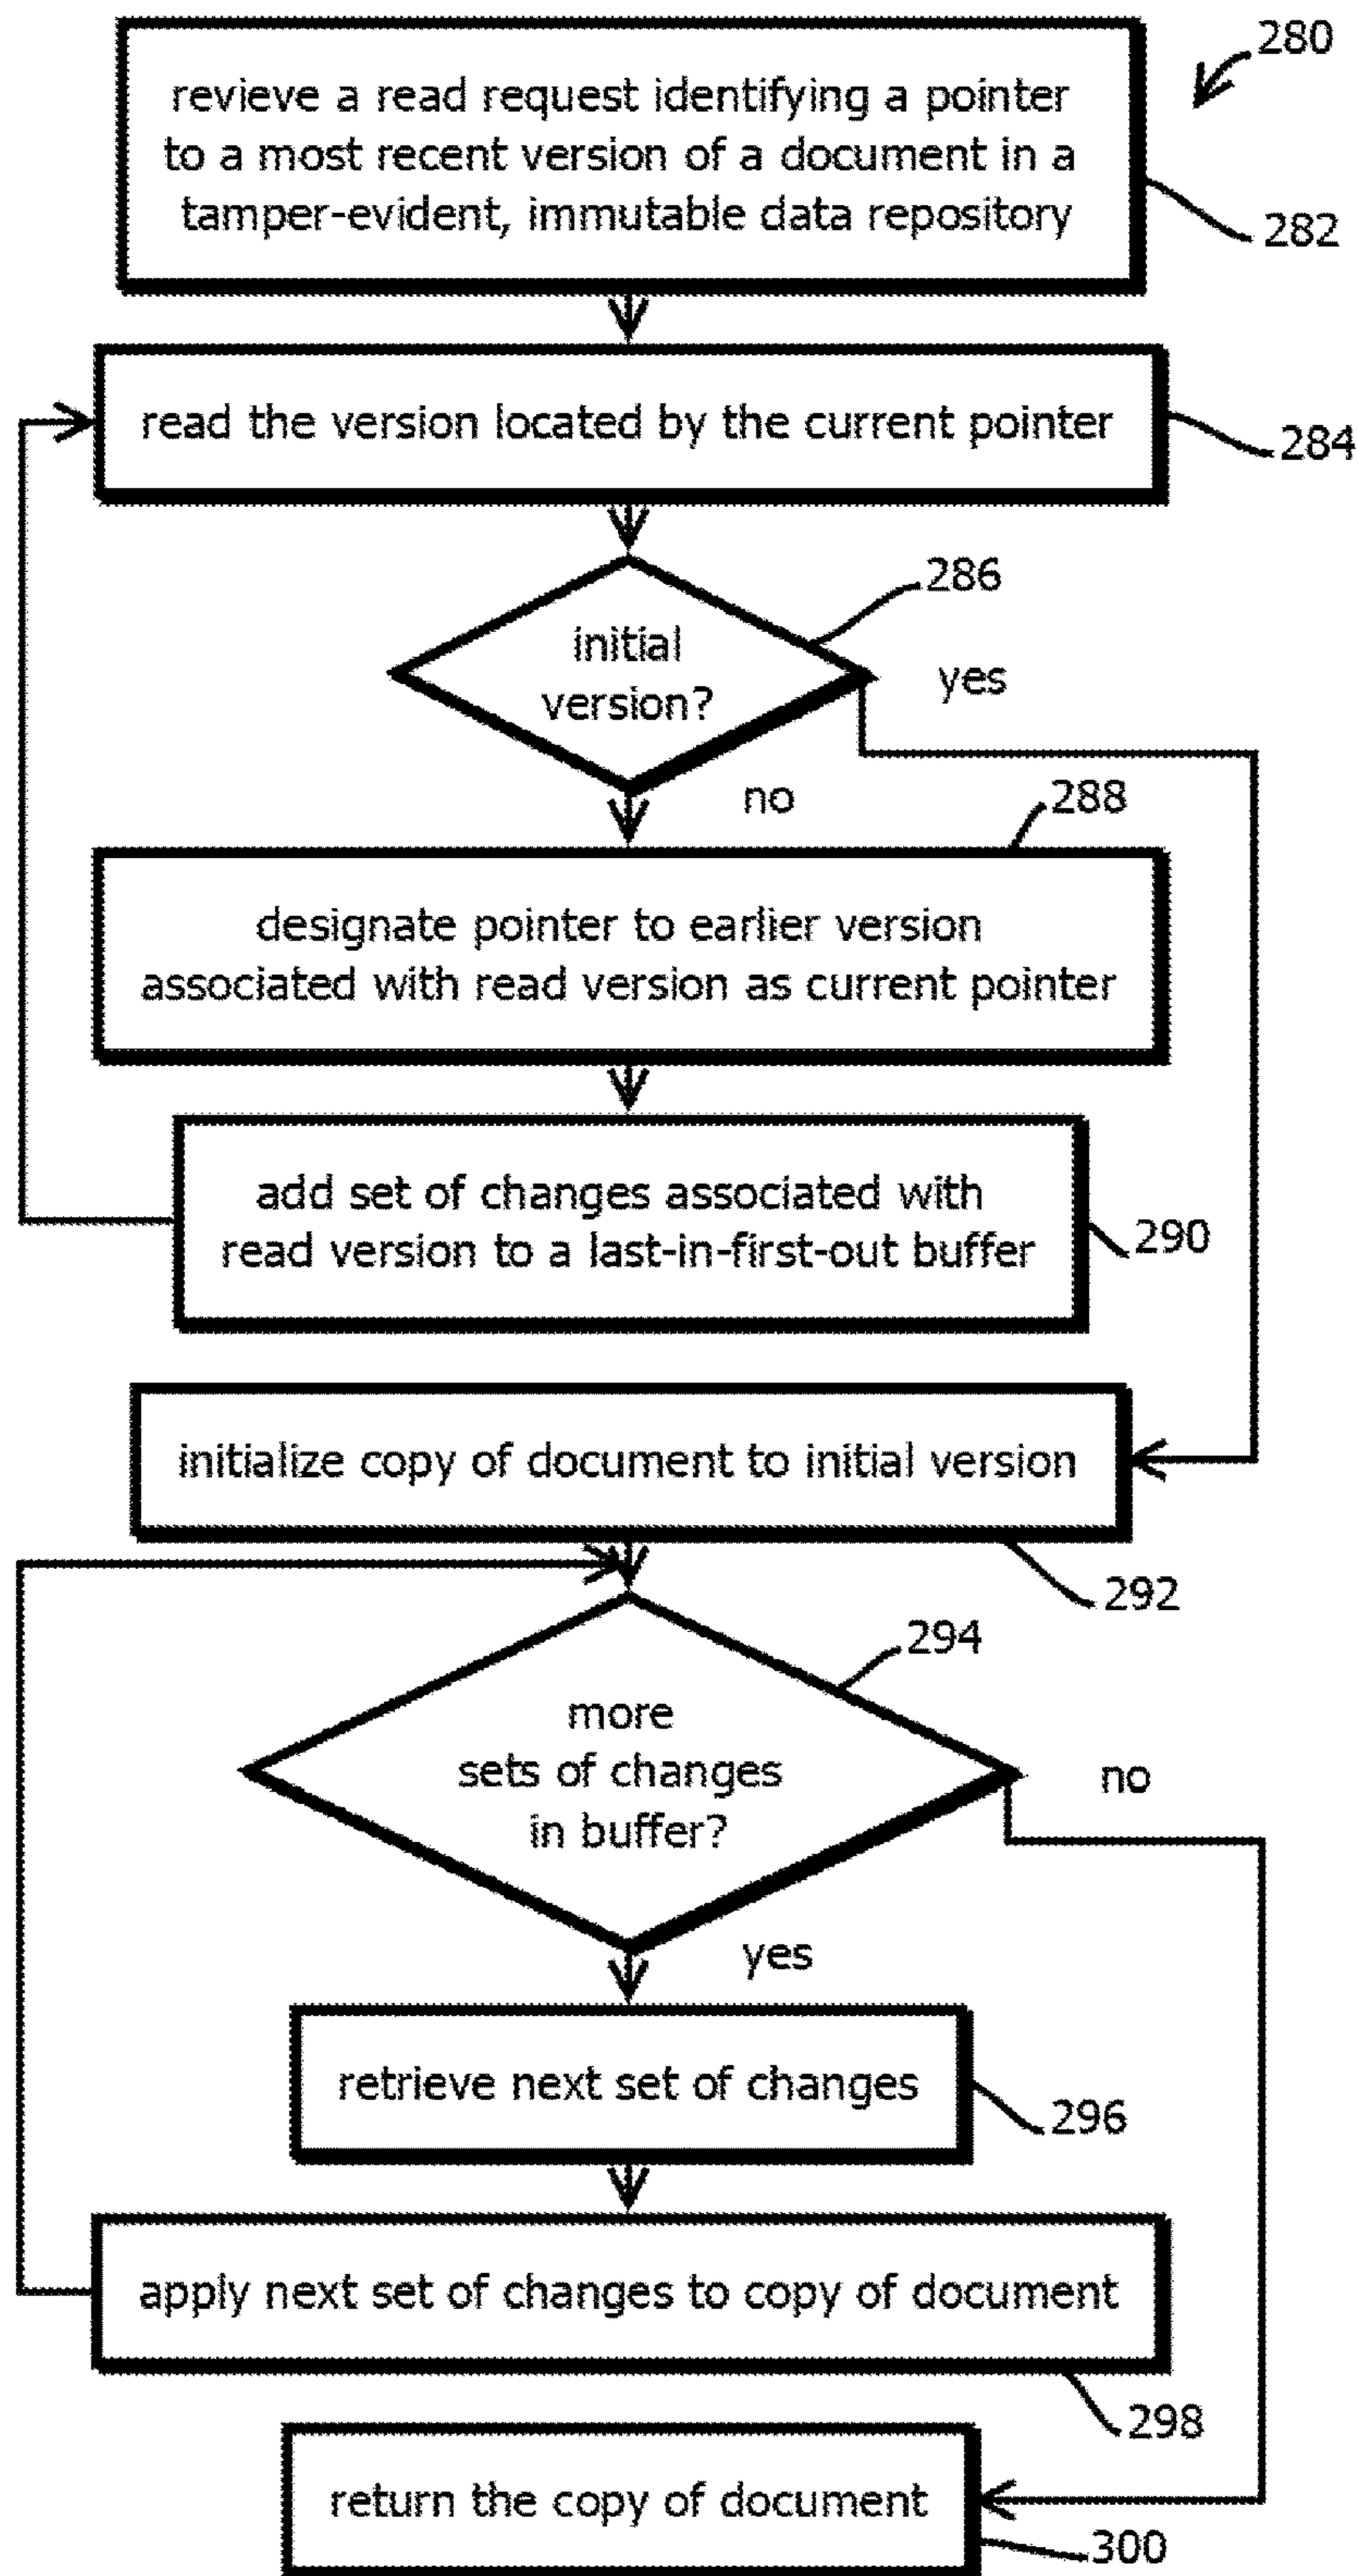 280
revieve a read request identifying a pointer
to a most recent version of a document in a
tamper-evident, immutable data repository
282
read the version located by the current pointer
284
286
initial
version?
yes
no
288
designate pointer to earlier version
associated with read version as current pointer
add set of changes associated with
read version to a last-in-first-out buffer
290
initialize copy of document to initial version
292
294
more
sets of changes
in buffer?
no
yes
retrieve next set of changes
296
apply next set of changes to copy of document
298
return the copy of document
300